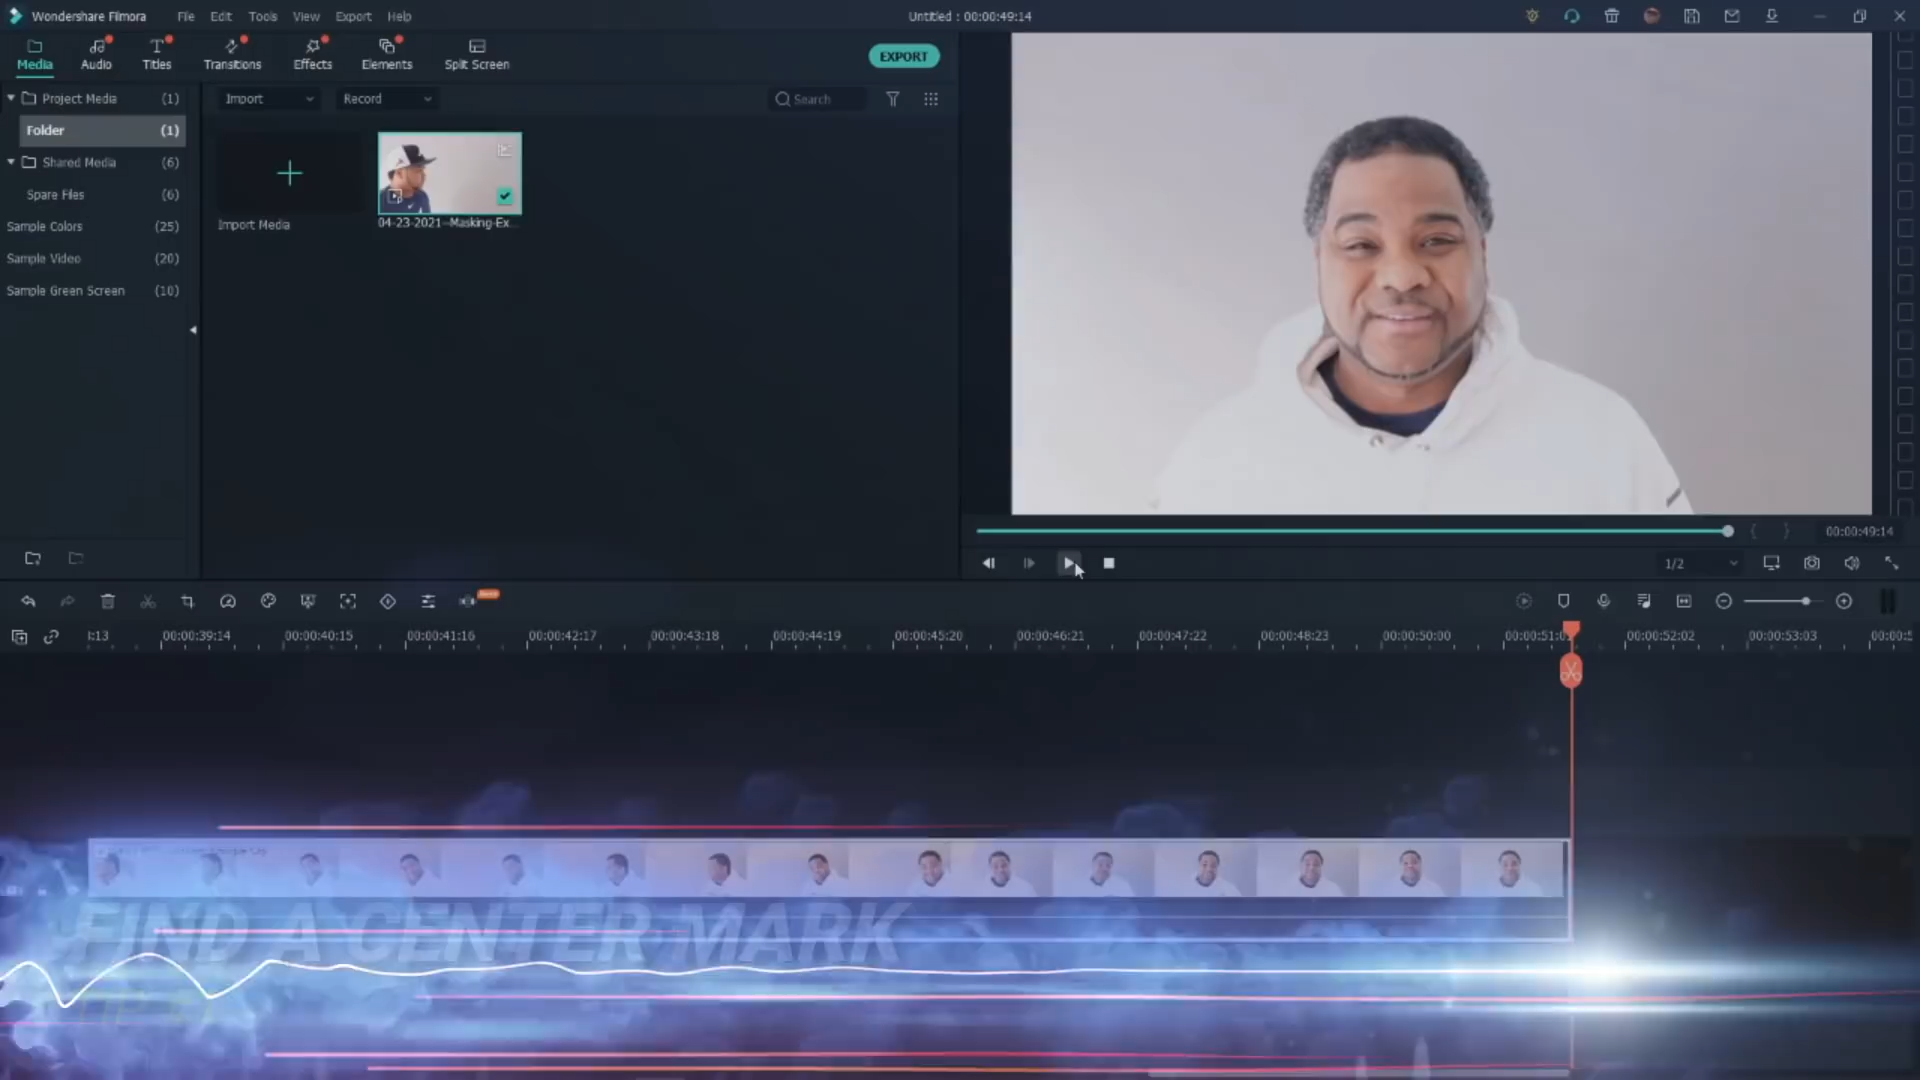 Wondershare Filmora File Edit Tools View Export Help Untitled : 00:00:49:14
Media Audio Titles Transitions Effects Elements Split Screen EXPORT
Project Media (1)
Folder (1)
Shared Media (6)
Spare Files (6)
Sample Colors (25)
Sample Video (20)
Sample Green Screen (10)
Import Record Search
Import Media 04-23-2021--Masking-Ex...
00:00:49:14
1/2
00:00:39:14 00:00:40:15 00:00:41:16 00:00:42:17 00:00:43:18 00:00:44:19 00:00:45:20 00:00:46:21 00:00:47:22 00:00:48:23 00:00:50:00 00:00:52:02 00:00:53:03
FIND A CENTER MARK